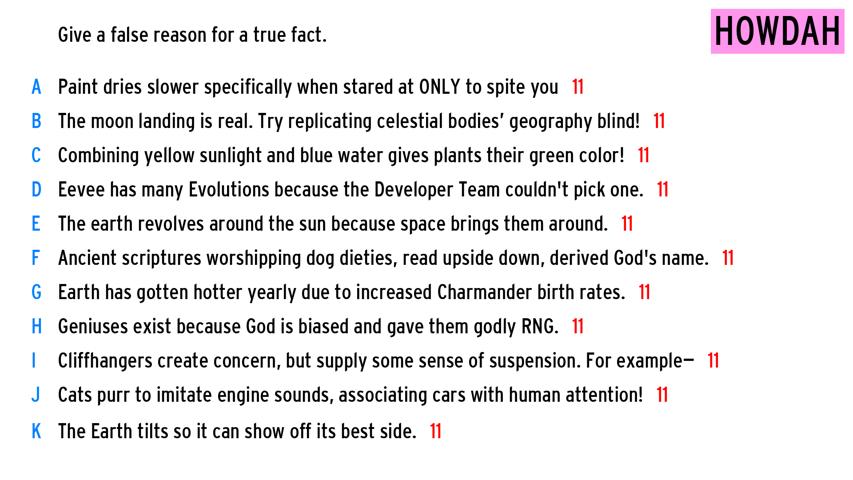 Give a false reason for a true fact.
HOWDAH
A Paint dries slower specifically when stared at ONLY to spite you 11
B The moon landing is real. Try replicating celestial bodies’ geography blind! 11
C Combining yellow sunlight and blue water gives plants their green color! 11
D Eevee has many Evolutions because the Developer Team couldn't pick one. 11
E The earth revolves around the sun because space brings them around. 11
F Ancient scriptures worshipping dog dieties, read upside down, derived God's name. 11
G Earth has gotten hotter yearly due to increased Charmander birth rates. 11
H Geniuses exist because God is biased and gave them godly RNG. 11
I Cliffhangers create concern, but supply some sense of suspension. For example— 11
J Cats purr to imitate engine sounds, associating cars with human attention! 11
K The Earth tilts so it can show off its best side. 11